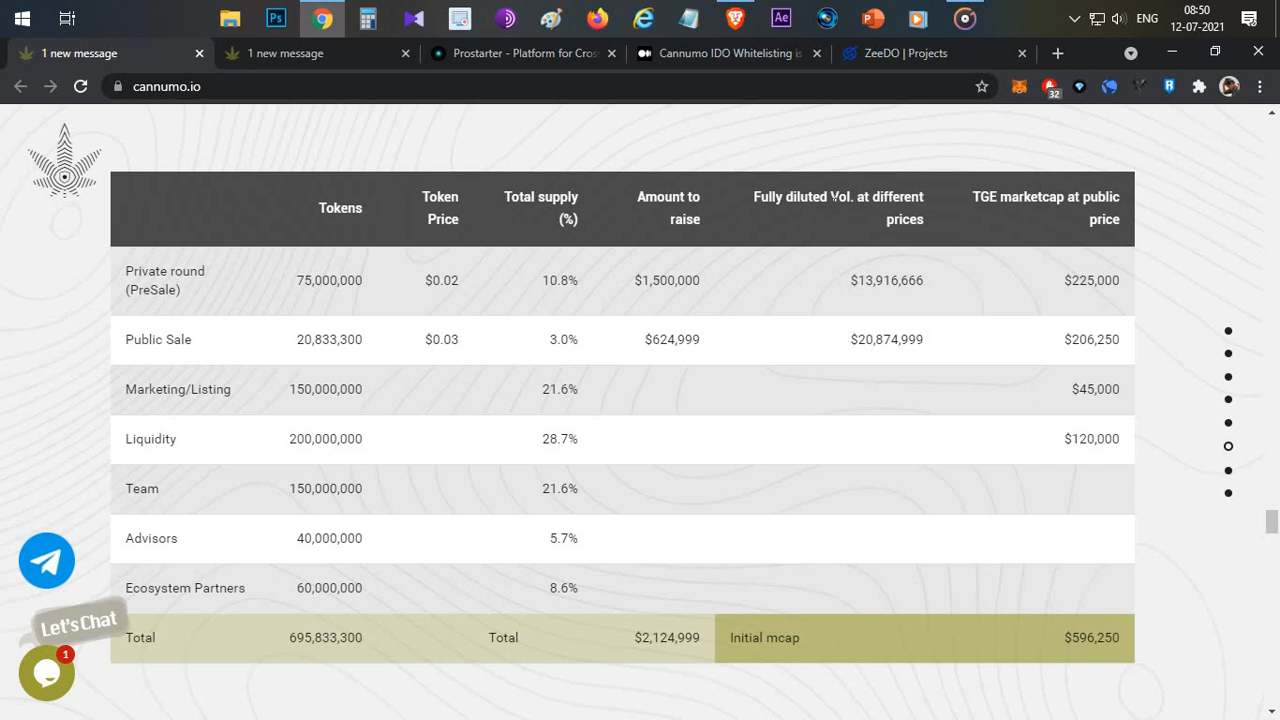 08:50
ENG
12-07-2021
1 new message
1 new message
Prostarter - Platform for Cros
Cannumo IDO Whitelisting is
ZeeDO | Projects
cannumo.io
32
Tokens
Token Price
Total supply (%)
Amount to raise
Fully diluted Vol. at different prices
TGE marketcap at public price
Private round (PreSale) 75,000,000 $0.02 10.8% $1,500,000 $13,916,666 $225,000
Public Sale 20,833,300 $0.03 3.0% $624,999 $20,874,999 $206,250
Marketing/Listing 150,000,000 21.6% $45,000
Liquidity 200,000,000 28.7% $120,000
Team 150,000,000 21.6%
Advisors 40,000,000 5.7%
Ecosystem Partners 60,000,000 8.6%
Total 695,833,300 Total $2,124,999 Initial mcap $596,250
Let's Chat
1